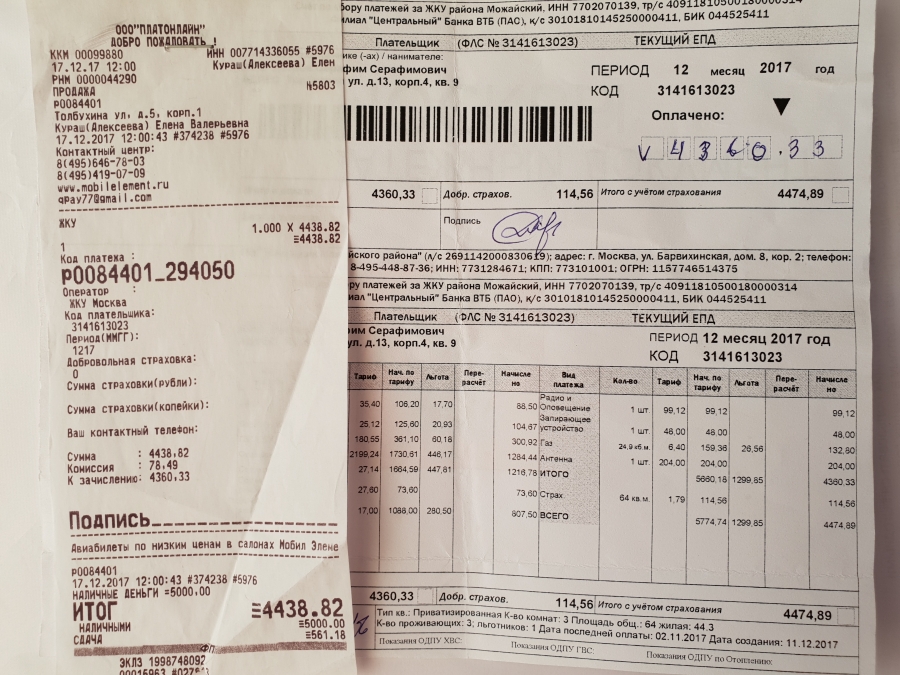 ООО"ПЛАТОНЛАЙН"
ДОБРО ПОЖАЛОВАТЬ !
ККМ 00099880 ИНН 007714336055 #5976
17.12.17 12:00 Кураш(Алексеева) Елен
РНМ 0000044290
ПРОДАЖА №5803
P0084401
Толбухина ул, д.5, корп.1
Кураш(Алексеева) Елена Валерьевна
17.12.2017 12:00:43 #374238 #5976
Контактный центр:
8(495)646-78-03
8(495)419-07-09
www.mobilelement.ru
qpay77@gmail.com
ЖКУ
1.000 X 4438.82
≡4438.82
1
Код платежа :
P0084401_294050
Оператор :
ЖКУ Москва
Код плательщика:
3141613023
Период(ММГГ):
1217
Добровольная страховка:
0
Сумма страховки(рубли):
Сумма страховки(копейки):
Ваш контактный телефон:
Сумма : 4438,82
Комиссия : 78,49
К зачислению: 4360,33
Подпись
Авиабилеты по низким ценам в салонах Мобил Элеме
P0084401
17.12.2017 12:00:43 #374238 #5976
НАЛИЧНЫЕ ДЕНЬГИ =5000,00
ИТОГ ≡4438.82
НАЛИЧНЫМИ ≡5000.00
СДАЧА ≡561.18
ФП
ЭКЛЗ 1998748092
бору платежей за ЖКУ района Можайский, ИНН 7702070139, тр/с 40911810500180000314
лиал "Центральный" Банка ВТБ (ПАО), к/с 30101810145250000411, БИК 044525411
Плательщик (ФЛС № 3141613023) ТЕКУЩИЙ ЕПД
ике (-ах) / нанимателе:
фим Серафимович
ул. д.13, корп.4, кв. 9
ПЕРИОД 12 месяц 2017 год
КОД 3141613023
Оплачено:
V 4360.33
4360,33 Добр. страхов. 114,56 Итого с учётом страхования 4474,89
Подпись
йского района" (л/с 2691142000830619); адрес: г. Москва, ул. Барвихинская, дом. 8, кор. 2; телефон:
8-495-448-87-36; ИНН: 7731284671; КПП: 773101001; ОГРН: 1157746514375
ору платежей за ЖКУ района Можайский, ИНН 7702070139, тр/с 40911810500180000314
лиал "Центральный" Банка ВТБ (ПАО), к/с 30101810145250000411, БИК 044525411
Плательщик (ФЛС № 3141613023) ТЕКУЩИЙ ЕПД
фим Серафимович
ул. д.13, корп.4, кв. 9
ПЕРИОД 12 месяц 2017 год
КОД 3141613023
Тариф Нач. по тарифу Льгота Пере-расчёт Начисле но Вид платежа Кол-во Тариф Нач. по тарифу Льгота Пере-расчёт Начисле но
35,40 106,20 17,70 88,50 Радио и Оповещение 1 шт 99,12 99,12 99,12
25,12 125,60 20,93 104,67 Запирающее устройство 1 шт. 48,00 48,00 48,00
180,55 361,10 60,18 300,92 Газ 24,9 кб.м. 6,40 159,36 26,56 132,80
2199,24 1730,61 446,17 1284,44 Антенна 1 шт. 204,00 204,00 204,00
27,14 1664,59 447,81 1216,78 ИТОГО 5660,18 1299,85 4360,33
27,60 73,60 73,60 Страх 64 кв.м. 1,79 114,56 114,56
17,00 1088,00 280,50 807,50 ВСЕГО 5774,74 1299,85 4474,89
4360,33 Добр. страхов. 114,56 Итого с учётом страхования 4474,89
Тип кв.: Приватизированная К-во комнат: 3 Площадь общ.: 64 жилая: 44.3
К-во проживающих: 3; льготников: 1 Дата последней оплаты: 02.11.2017 Дата создания: 11.12.2017
Показания ОДПУ ХВС: Показания ОДПУ ГВС: Показания ОДПУ по Отоплению: